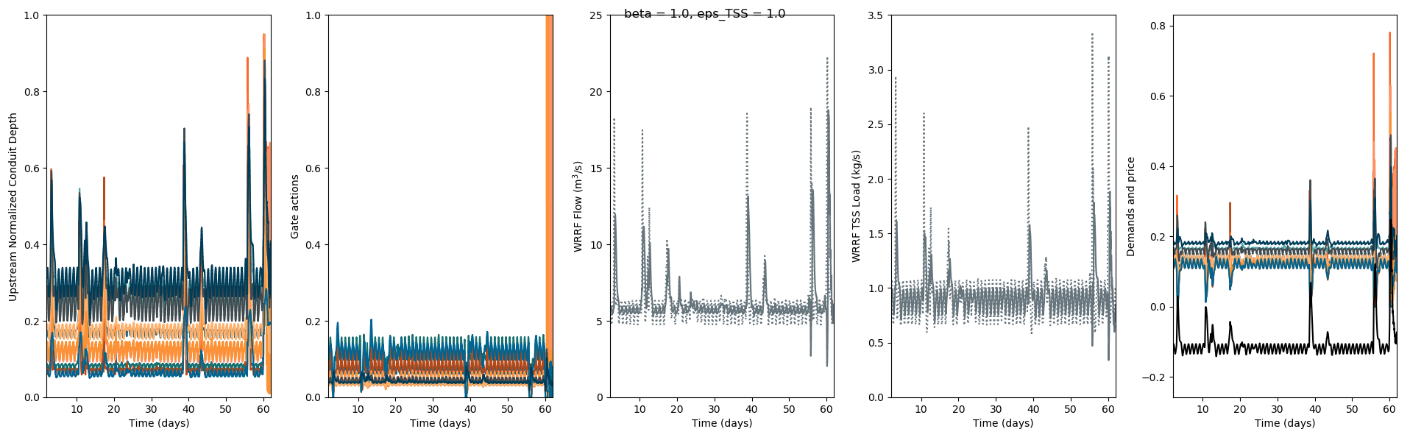 beta = 1.0, eps_TSS = 1.0
Upstream Normalized Conduit Depth
1.0
0.8
0.6
0.4
0.2
0.0
10 20 30 40 50 60
Time (days)
Gate actions
1.0
0.8
0.6
0.4
0.2
0.0
10 20 30 40 50 60
Time (days)
WRRF Flow (m³/s)
25
20
15
10
5
0
10 20 30 40 50 60
Time (days)
WRRF TSS Load (kg/s)
3.5
3.0
2.5
2.0
1.5
1.0
0.5
0.0
10 20 30 40 50 60
Time (days)
Demands and price
0.8
0.6
0.4
0.2
0.0
−0.2
10 20 30 40 50 60
Time (days)